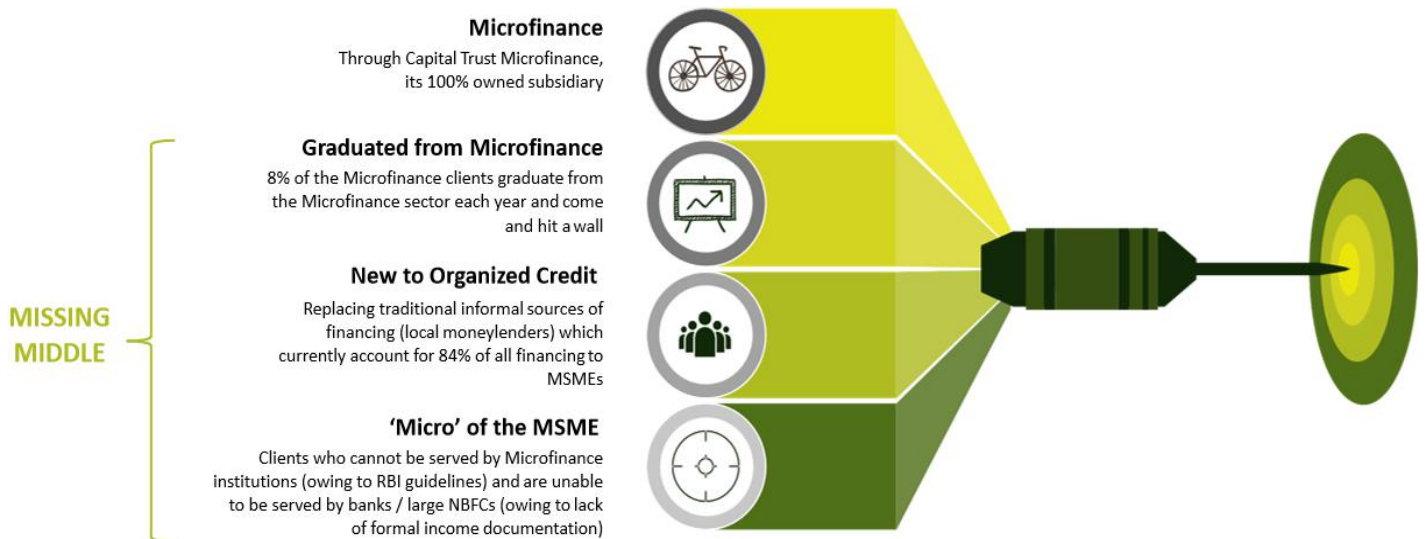 Microfinance
Through Capital Trust Microfinance,
its 100% owned subsidiary
Graduated from Microfinance
8% of the Microfinance clients graduate from
the Microfinance sector each year and come
and hit a wall
New to Organized Credit
Replacing traditional informal sources of
financing (local moneylenders) which
currently account for 84% of all financing to
MSMEs
MISSING
MIDDLE
‘Micro’ of the MSME
Clients who cannot be served by Microfinance
institutions (owing to RBI guidelines) and are unable
to be served by banks / large NBFCs (owing to lack
of formal income documentation)